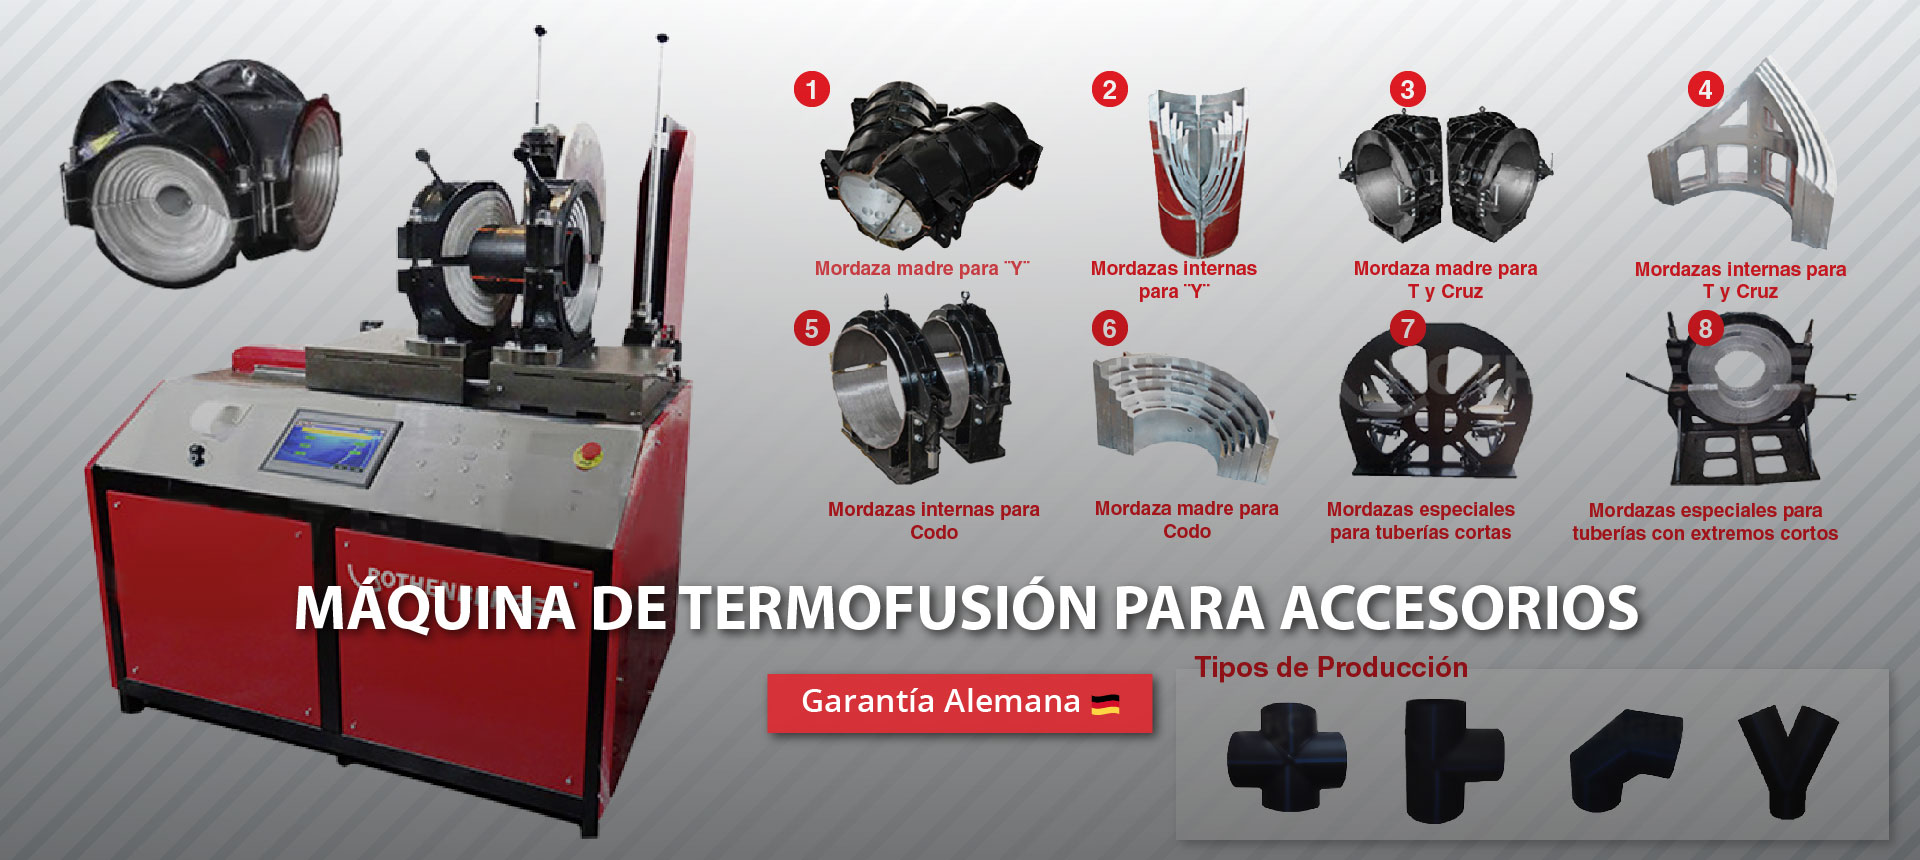 1
2
3
4
Mordaza madre para ¨Y¨
Mordazas internas
para ¨Y¨
Mordaza madre para
T y Cruz
Mordazas internas para
T y Cruz
5
6
7
8
Mordazas internas para
Codo
Mordaza madre para
Codo
Mordazas especiales
para tuberías cortas
Mordazas especiales para
tuberías con extremos cortos
MÁQUINA DE TERMOFUSIÓN PARA ACCESORIOS
Garantía Alemana
Tipos de Producción